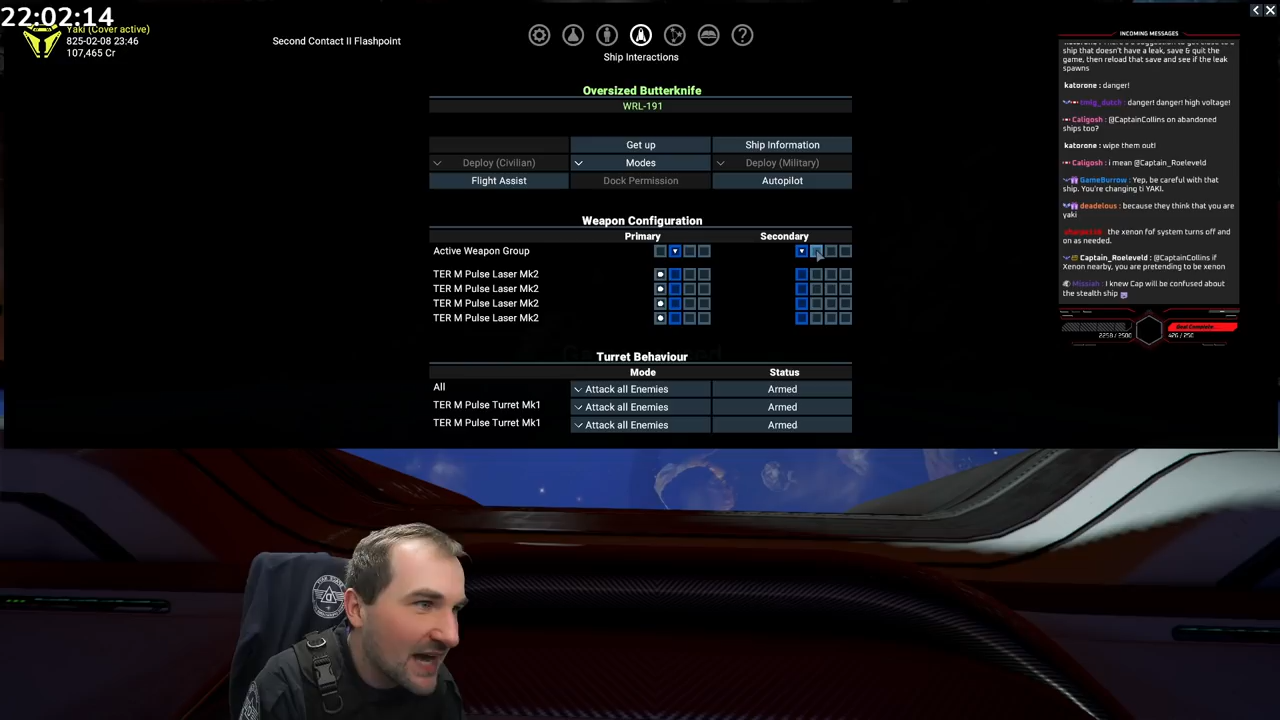 22:02:14
Yaki (Cover active)
825-02-08 23:46
107,465 Cr
Second Contact II Flashpoint
Ship Interactions
Oversized Butterknife
WRL-191
Get up
Ship Information
Deploy (Civilian)
Modes
Deploy (Military)
Flight Assist
Dock Permission
Autopilot
Weapon Configuration
Primary
Secondary
Active Weapon Group
TER M Pulse Laser Mk2
TER M Pulse Laser Mk2
TER M Pulse Laser Mk2
TER M Pulse Laser Mk2
Turret Behaviour
Mode
Status
All
Attack all Enemies
Armed
TER M Pulse Turret Mk1
Attack all Enemies
Armed
TER M Pulse Turret Mk1
Attack all Enemies
Armed
INCOMING MESSAGES
ship that doesn't have a leak, save & quit the
game, then reload that save and see if the leak
spawns
katorone: danger!
tmlg_dutch: danger! danger! high voltage!
Caligosh : @CaptainCollins on abandoned
ships too?
katorone: wipe them out!
Caligosh : i mean @Captain_Roeleveld
GameBurrow : Yep, be careful with that
ship. You're changing ti YAKI.
deadelous : because they think that you are
yaki
the xenon fof system turns off and
on as needed.
Captain_Roeleveld : @CaptainCollins if
Xenon nearby, you are pretending to be xenon
Missiah : I knew Cap will be confused about
the stealth ship